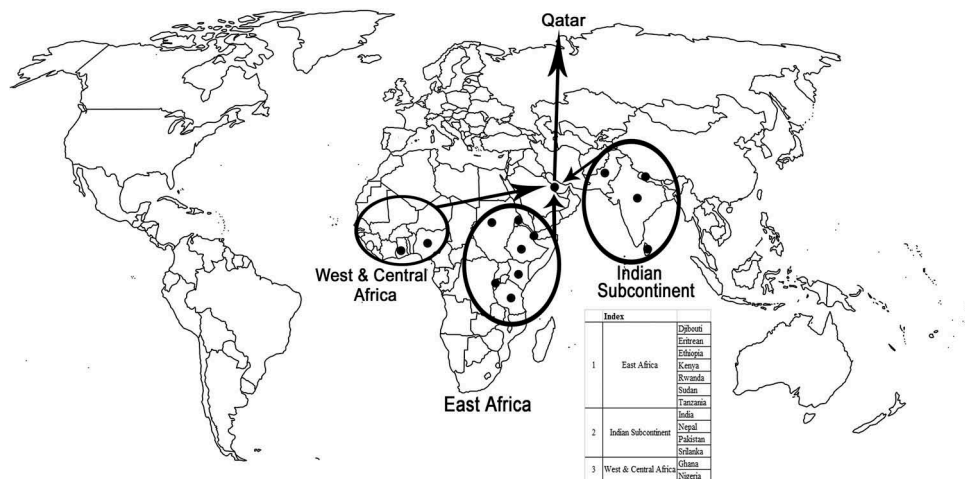 Qatar
West & Central
Africa
East Africa
Indian
Subcontinent
Index
1 East Africa Djibouti
Eritrean
Ethiopia
Kenya
Rwanda
Sudan
Tanzania
2 Indian Subcontinent India
Nepal
Pakistan
Srilanka
3 West & Central Africa Ghana
Nigeria